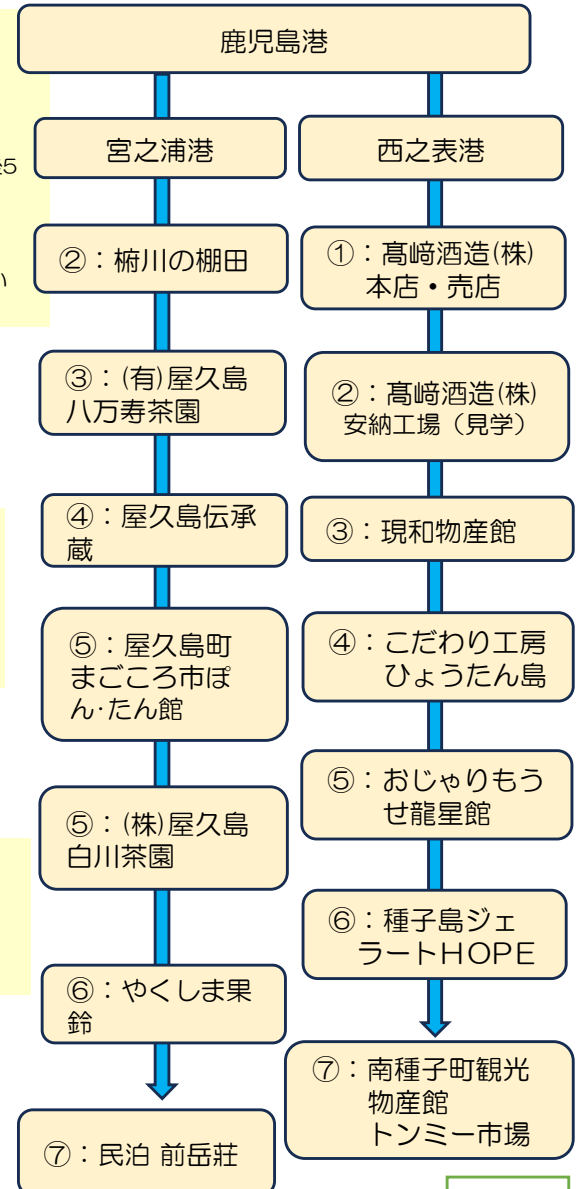 鹿児島港
宮之浦港
②：椨川の棚田
③：(有)屋久島
八万寿茶園
④：屋久島伝承
蔵
⑤：屋久島町
まごころ市ぽ
ん・たん館
⑤：(株)屋久島
白川茶園
⑥：やくしま果
鈴
⑦：民泊 前岳荘
西之表港
①：髙﨑酒造(株)
本店・売店
②：髙﨑酒造(株)
安納工場（見学）
③：現和物産館
④：こだわり工房
ひょうたん島
⑤：おじゃりもう
せ龍星館
⑥：種子島ジェ
ラートHOPE
⑦：南種子町観光
物産館
トンミー市場
5
い